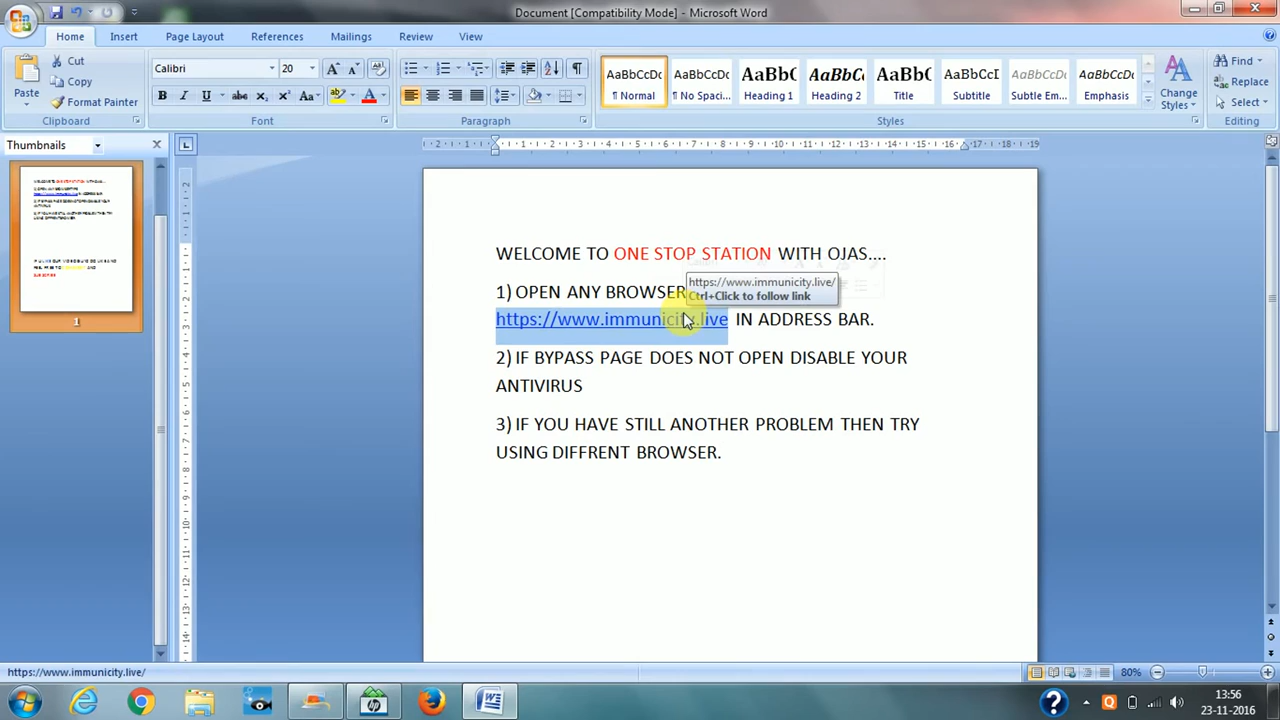 Document [Compatibility Mode] - Microsoft Word
Home Insert Page Layout References Mailings Review View
Paste
Cut
Copy
Format Painter
Clipboard
Calibri 20
Font
Paragraph
AaBbCcDc AaBbCcDc AaBbC AaBbCc AaBbC AaBbCcI AaBbCcDc AaBbCcDc
¶ Normal ¶ No Spaci... Heading 1 Heading 2 Title Subtitle Subtle Em... Emphasis
Change Styles
Styles
Find
Replace
Select
Editing
Thumbnails
1
WELCOME TO ONE STOP STATION WITH OJAS....
1) OPEN ANY BROWSER
https://www.immunicity.live/
Ctrl+Click to follow link
https://www.immunicity.live IN ADDRESS BAR.
2) IF BYPASS PAGE DOES NOT OPEN DISABLE YOUR
ANTIVIRUS
3) IF YOU HAVE STILL ANOTHER PROBLEM THEN TRY
USING DIFFRENT BROWSER.
https://www.immunicity.live/
80%
13:56
23-11-2016